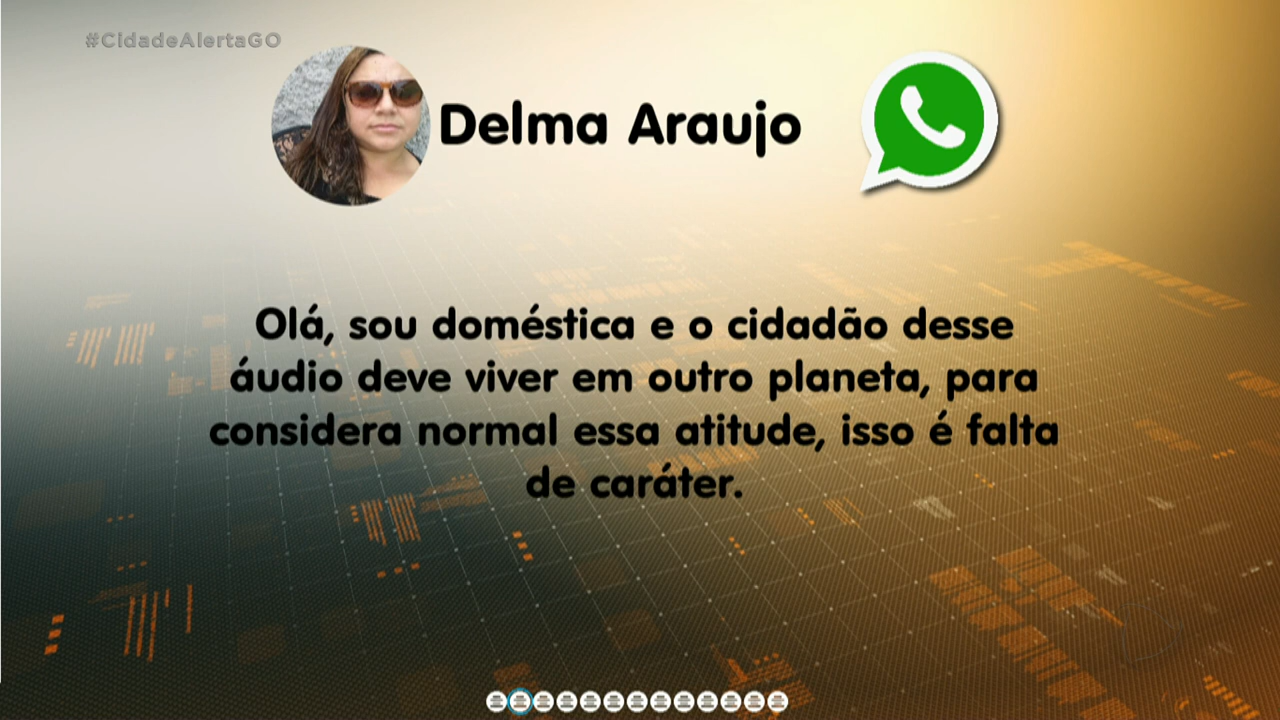 #CidadeAlertaGO
Delma Araujo
Olá, sou doméstica e o cidadão desse
áudio deve viver em outro planeta, para
considera normal essa atitude, isso é falta
de caráter.